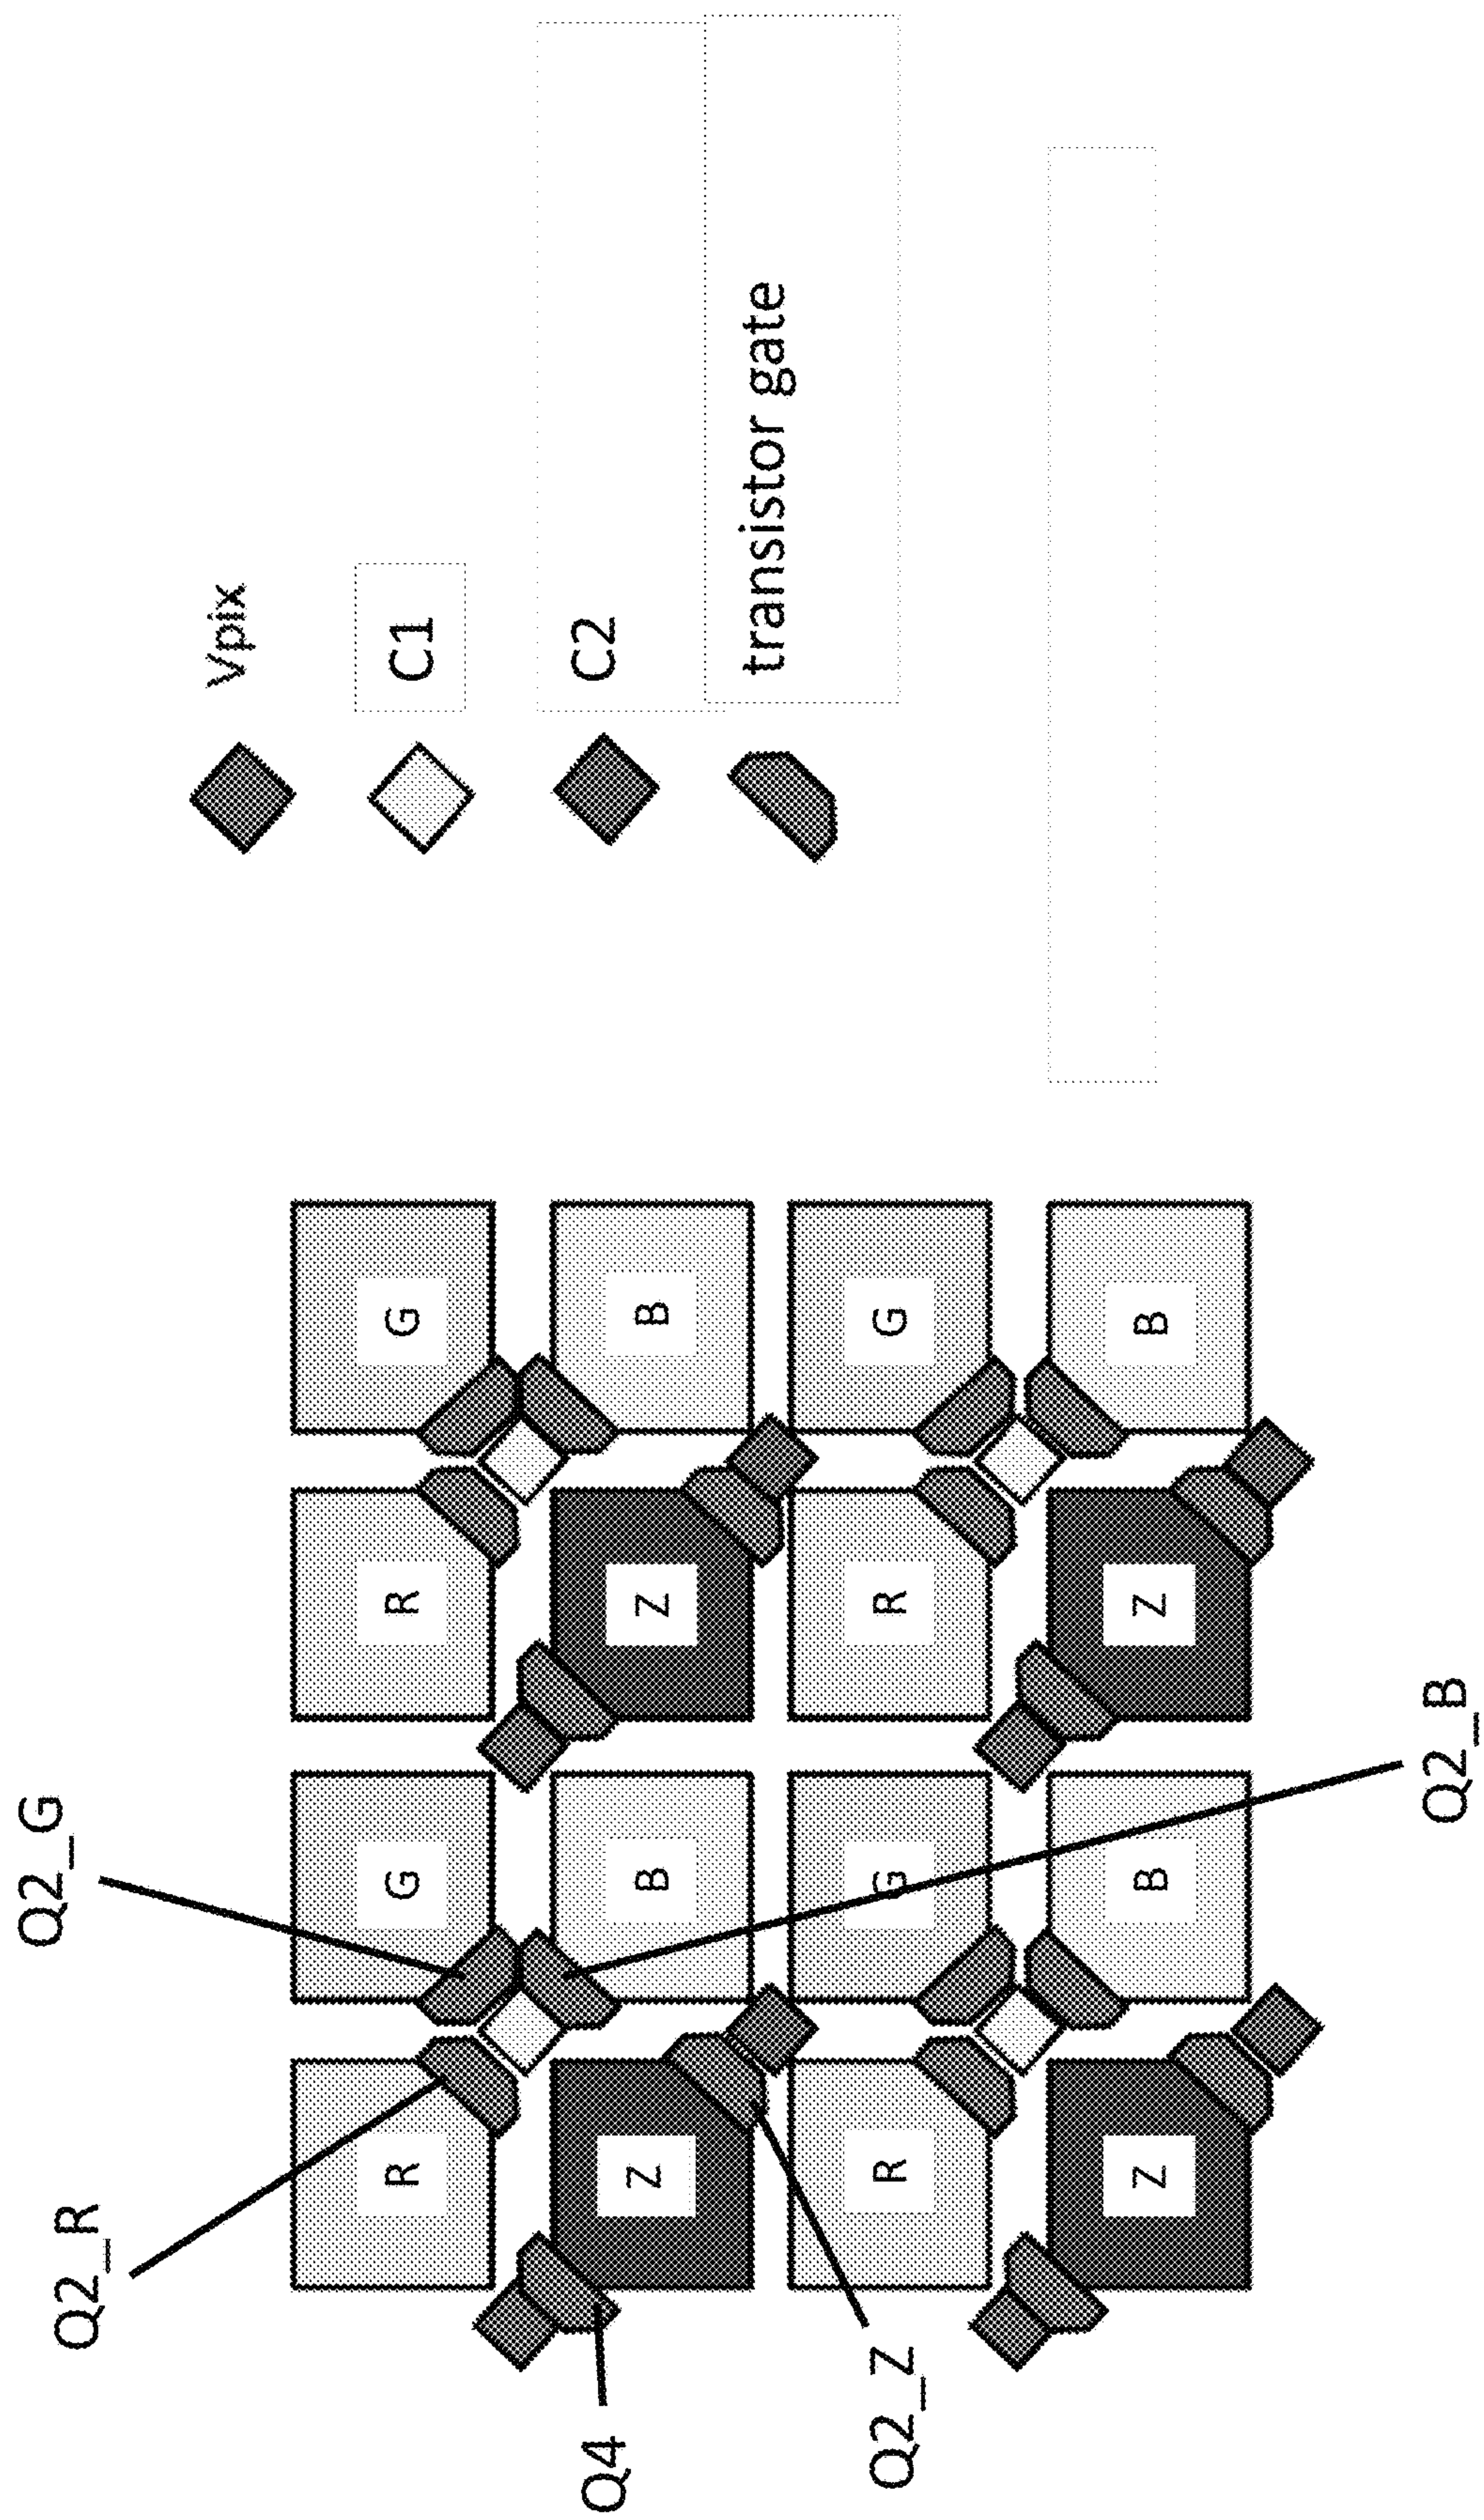 Q2_G
Q2_R
R G R G
Q4
Z B Z B
Q2_Z
R G R G
Z B Z B
Q2_B
Vpix
C1
C2
transistor gate